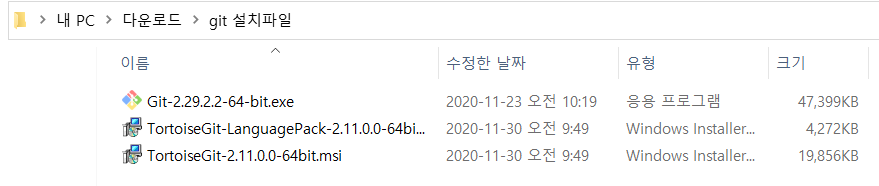 내 PC > 다운로드 > git 설치파일
이름 수정한 날짜 유형 크기
Git-2.29.2.2-64-bit.exe 2020-11-23 오전 10:19 응용 프로그램 47,399KB
TortoiseGit-LanguagePack-2.11.0.0-64bi... 2020-11-30 오전 9:49 Windows Installer... 4,272KB
TortoiseGit-2.11.0.0-64bit.msi 2020-11-30 오전 9:49 Windows Installer... 19,856KB